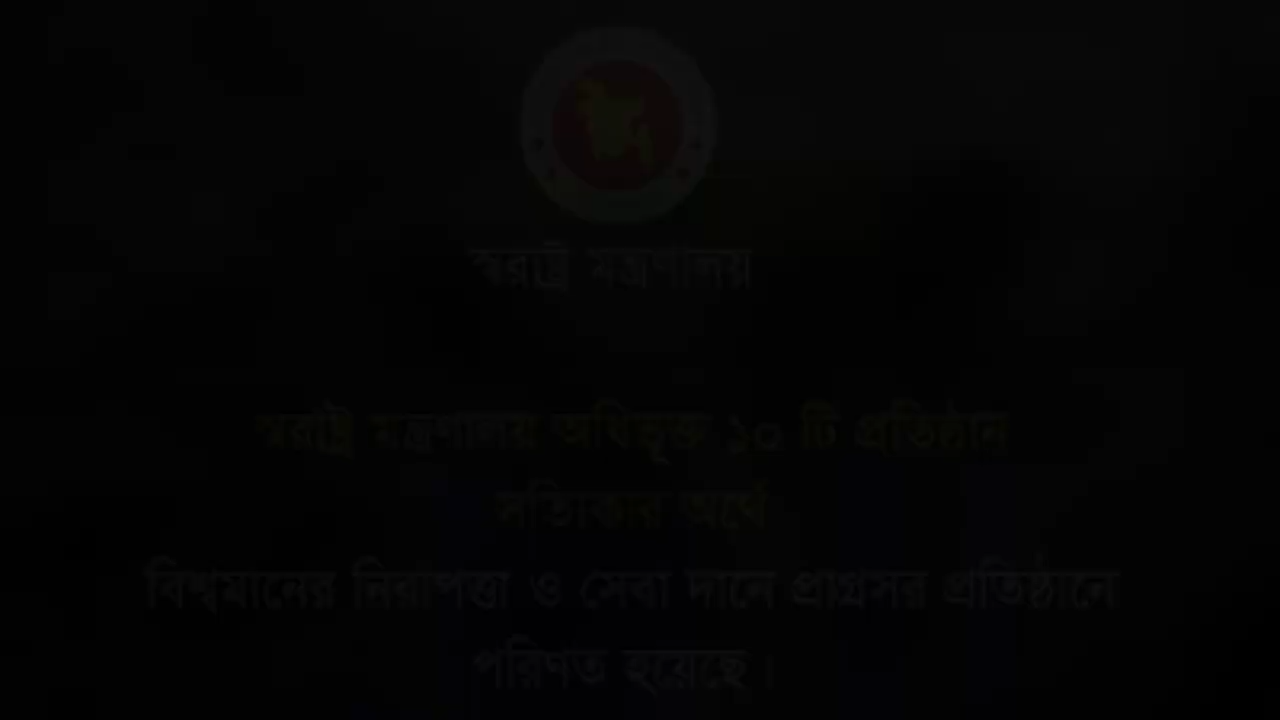 স্বরাষ্ট্র মন্ত্রণালয়
স্বরাষ্ট্র মন্ত্রণালয় অধিভূক্ত ১০ টি প্রতিষ্ঠান
সত্যিকার অর্থে
বিশ্বমানের নিরাপত্তা ও সেবা দানে প্রাগ্রসর প্রতিষ্ঠানে
পরিণত হয়েছে।